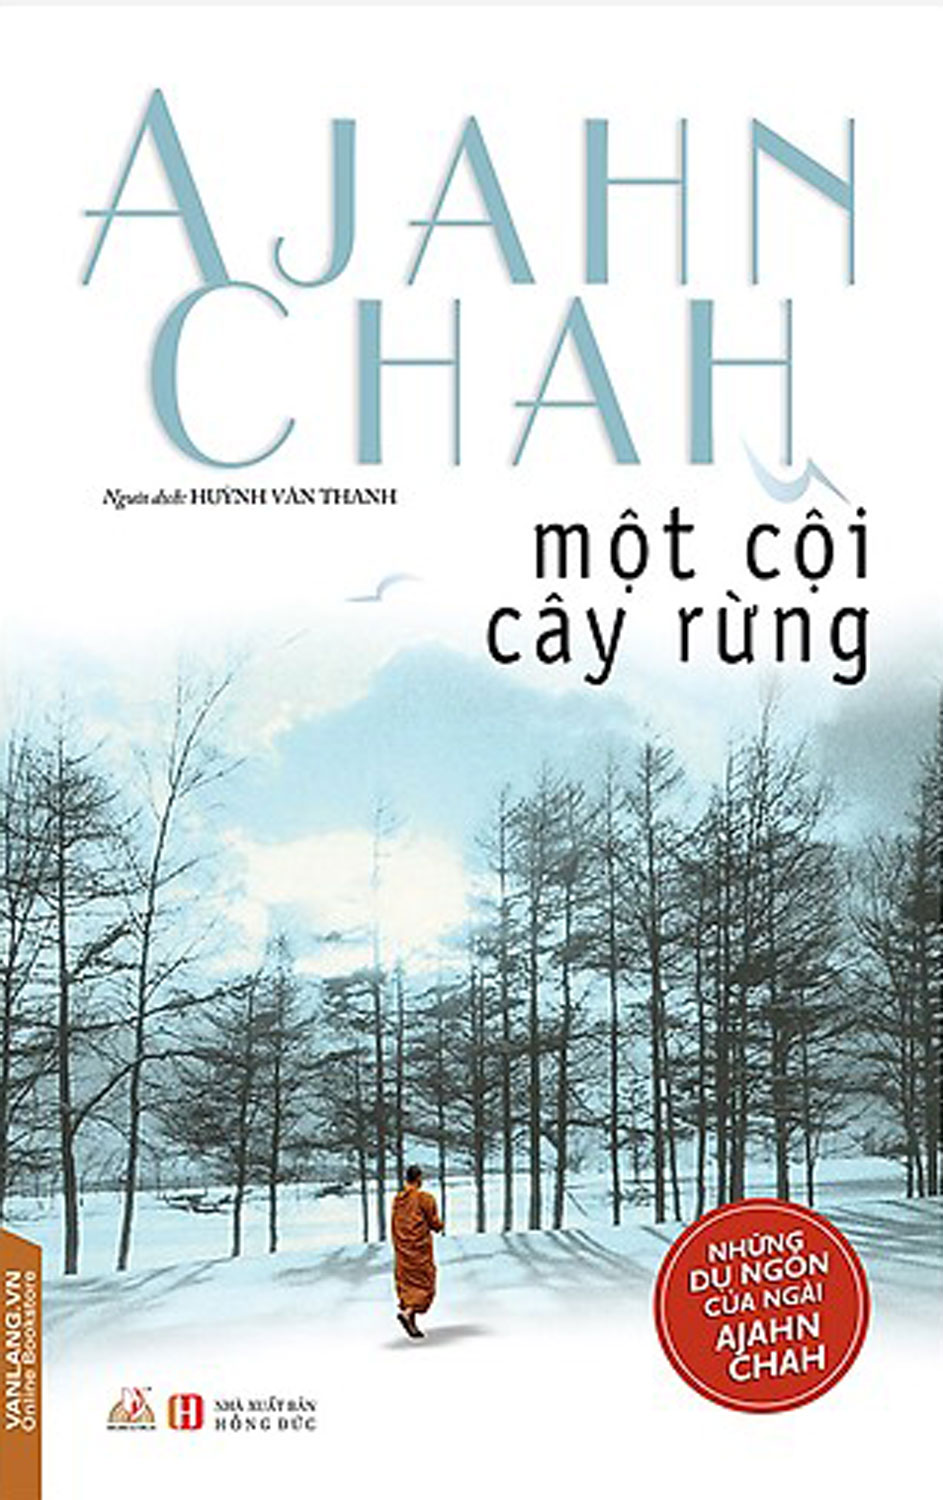 AJAHN
CHAH
Người dịch: HUỲNH VĂN THANH
một cội
cây rừng
NHỮNG
DỤ NGÔN
CỦA NGÀI
AJAHN
CHAH
VANLANG.VN
Online Bookstore
H
NHÀ XUẤT BẢN
HỒNG ĐỨC